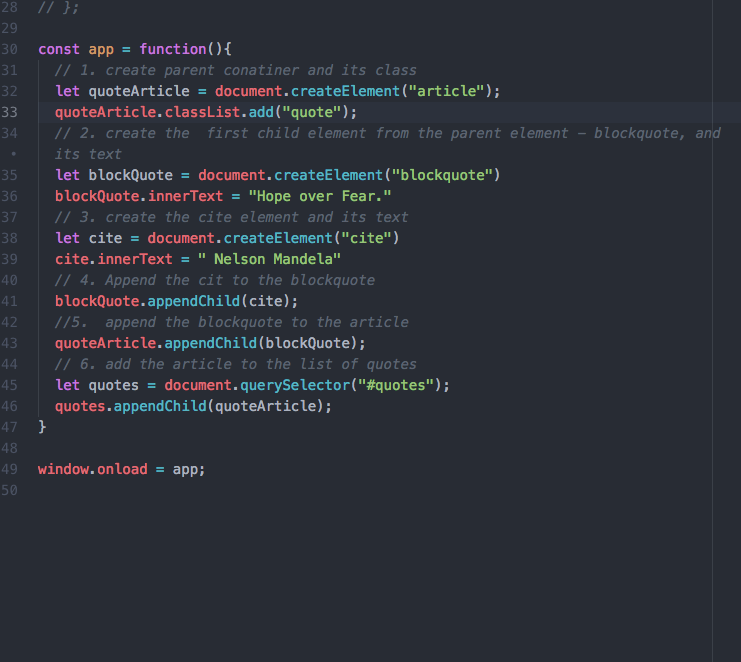 28 // };
29
30 const app = function(){
31 // 1. create parent conatiner and its class
32 let quoteArticle = document.createElement("article");
33 quoteArticle.classList.add("quote");
34 // 2. create the  first child element from the parent element – blockquote, and
• its text
35 let blockQuote = document.createElement("blockquote")
36 blockQuote.innerText = "Hope over Fear."
37 // 3. create the cite element and its text
38 let cite = document.createElement("cite")
39 cite.innerText = " Nelson Mandela"
40 // 4. Append the cit to the blockquote
41 blockQuote.appendChild(cite);
42 //5.  append the blockquote to the article
43 quoteArticle.appendChild(blockQuote);
44 // 6. add the article to the list of quotes
45 let quotes = document.querySelector("#quotes");
46 quotes.appendChild(quoteArticle);
47 }
48
49 window.onload = app;
50